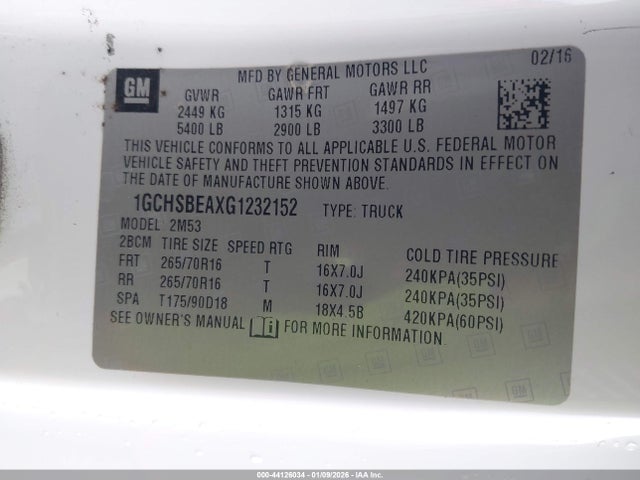 GM
MFD BY GENERAL MOTORS LLC 02/16
GVWR GAWR FRT GAWR RR
2449 KG 1315 KG 1497 KG
5400 LB 2900 LB 3300 LB
THIS VEHICLE CONFORMS TO ALL APPLICABLE U.S. FEDERAL MOTOR
VEHICLE SAFETY AND THEFT PREVENTION STANDARDS IN EFFECT ON
THE DATE OF MANUFACTURE SHOWN ABOVE.
1GCHSBEAXG1232152 TYPE: TRUCK
MODEL: 2M53
2BCM TIRE SIZE SPEED RTG RIM COLD TIRE PRESSURE
FRT 265/70R16 T 16X7.0J 240KPA(35PSI)
RR 265/70R16 T 16X7.0J 240KPA(35PSI)
SPA T175/90D18 M 18X4.5B 420KPA(60PSI)
SEE OWNER'S MANUAL FOR MORE INFORMATION.
000-44126034 - 01/09/2026 - IAAI.COM